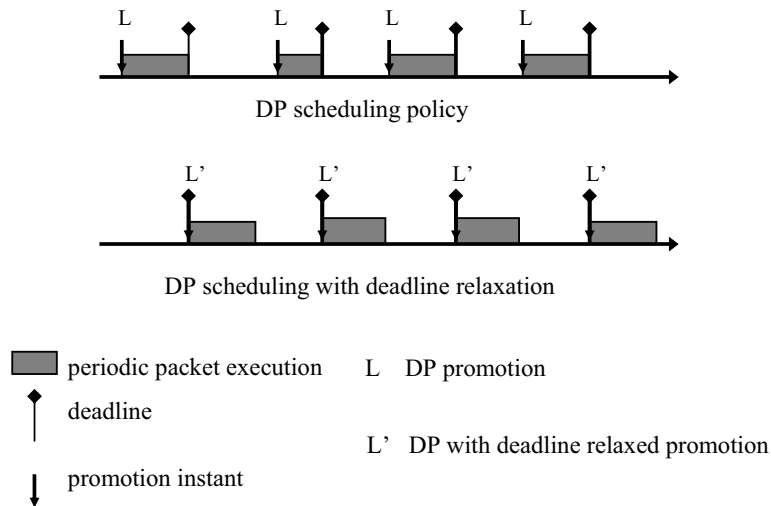 L L L L
DP scheduling policy
L’ L’ L’ L’
DP scheduling with deadline relaxation
periodic packet execution L DP promotion
deadline
L’ DP with deadline relaxed promotion
promotion instant